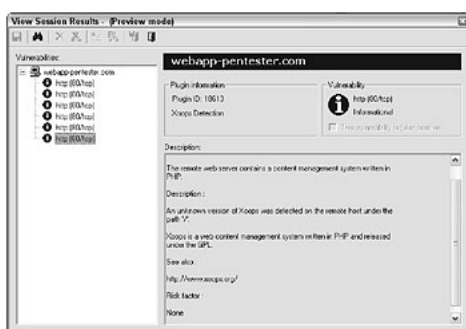 View Session Results - (Preview mode)
Vulnerabilities:
webapp-pentester.com
http (80/tcp)
http (80/tcp)
http (80/tcp)
http (80/tcp)
http (80/tcp)
http (80/tcp)
webapp-pentester.com
Plugin information
Plugin ID:
Xoops Detection
Vulnerability
http (80/tcp)
Informational
Description:
The remote web server contains a content management system written in
PHP.
Description :
An unknown version of Xoops was detected on the remote host under the
path '/'.
Xoops is a web content management system written in PHP and released
under the GPL.
See also :
http://www.xoops.org/
Risk factor :
None